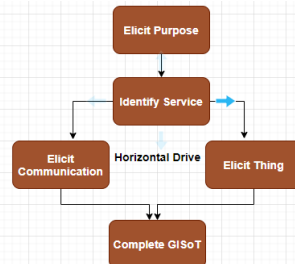 Elicit Purpose
Identify Service
Elicit
Communication
Horizontal Drive
Elicit Thing
Complete GISoT